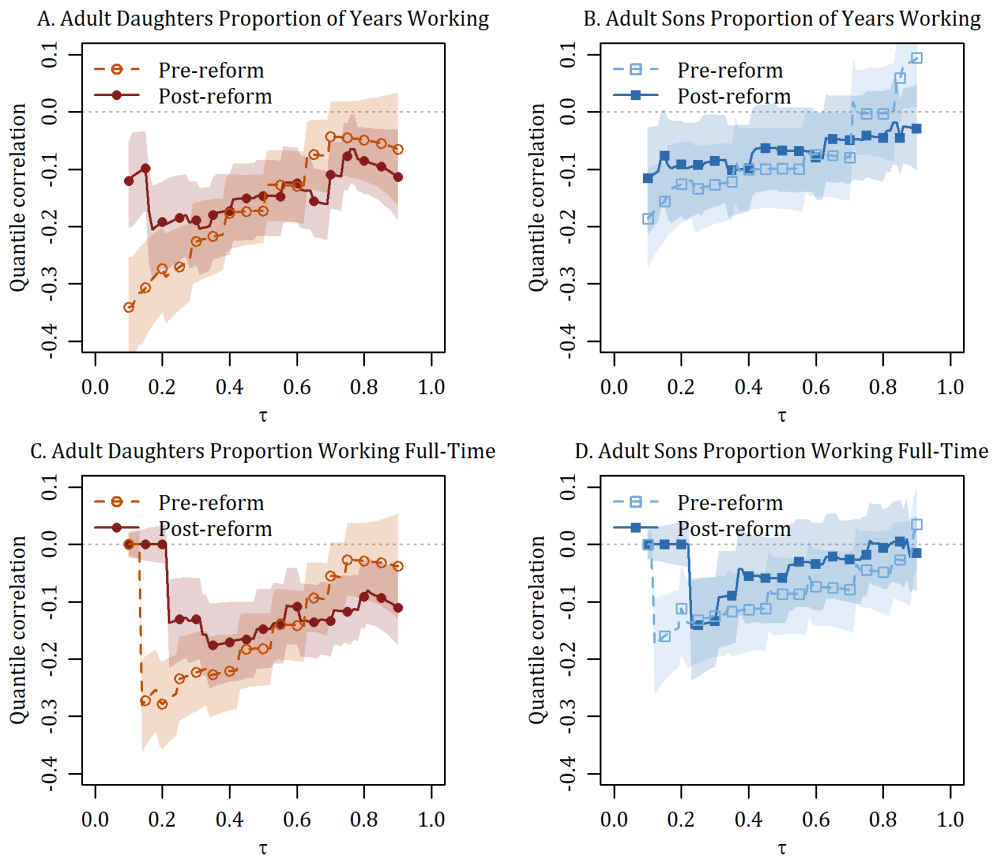 A. Adult Daughters Proportion of Years Working
Quantile correlation
0.1
0.0
-0.1
-0.2
-0.3
-0.4
Pre-reform
Post-reform
0.0 0.2 0.4 0.6 0.8 1.0
τ
B. Adult Sons Proportion of Years Working
Quantile correlation
0.1
0.0
-0.1
-0.2
-0.3
-0.4
Pre-reform
Post-reform
0.0 0.2 0.4 0.6 0.8 1.0
τ
C. Adult Daughters Proportion Working Full-Time
Quantile correlation
0.1
0.0
-0.1
-0.2
-0.3
-0.4
Pre-reform
Post-reform
0.0 0.2 0.4 0.6 0.8 1.0
τ
D. Adult Sons Proportion Working Full-Time
Quantile correlation
0.1
0.0
-0.1
-0.2
-0.3
-0.4
Pre-reform
Post-reform
0.0 0.2 0.4 0.6 0.8 1.0
τ